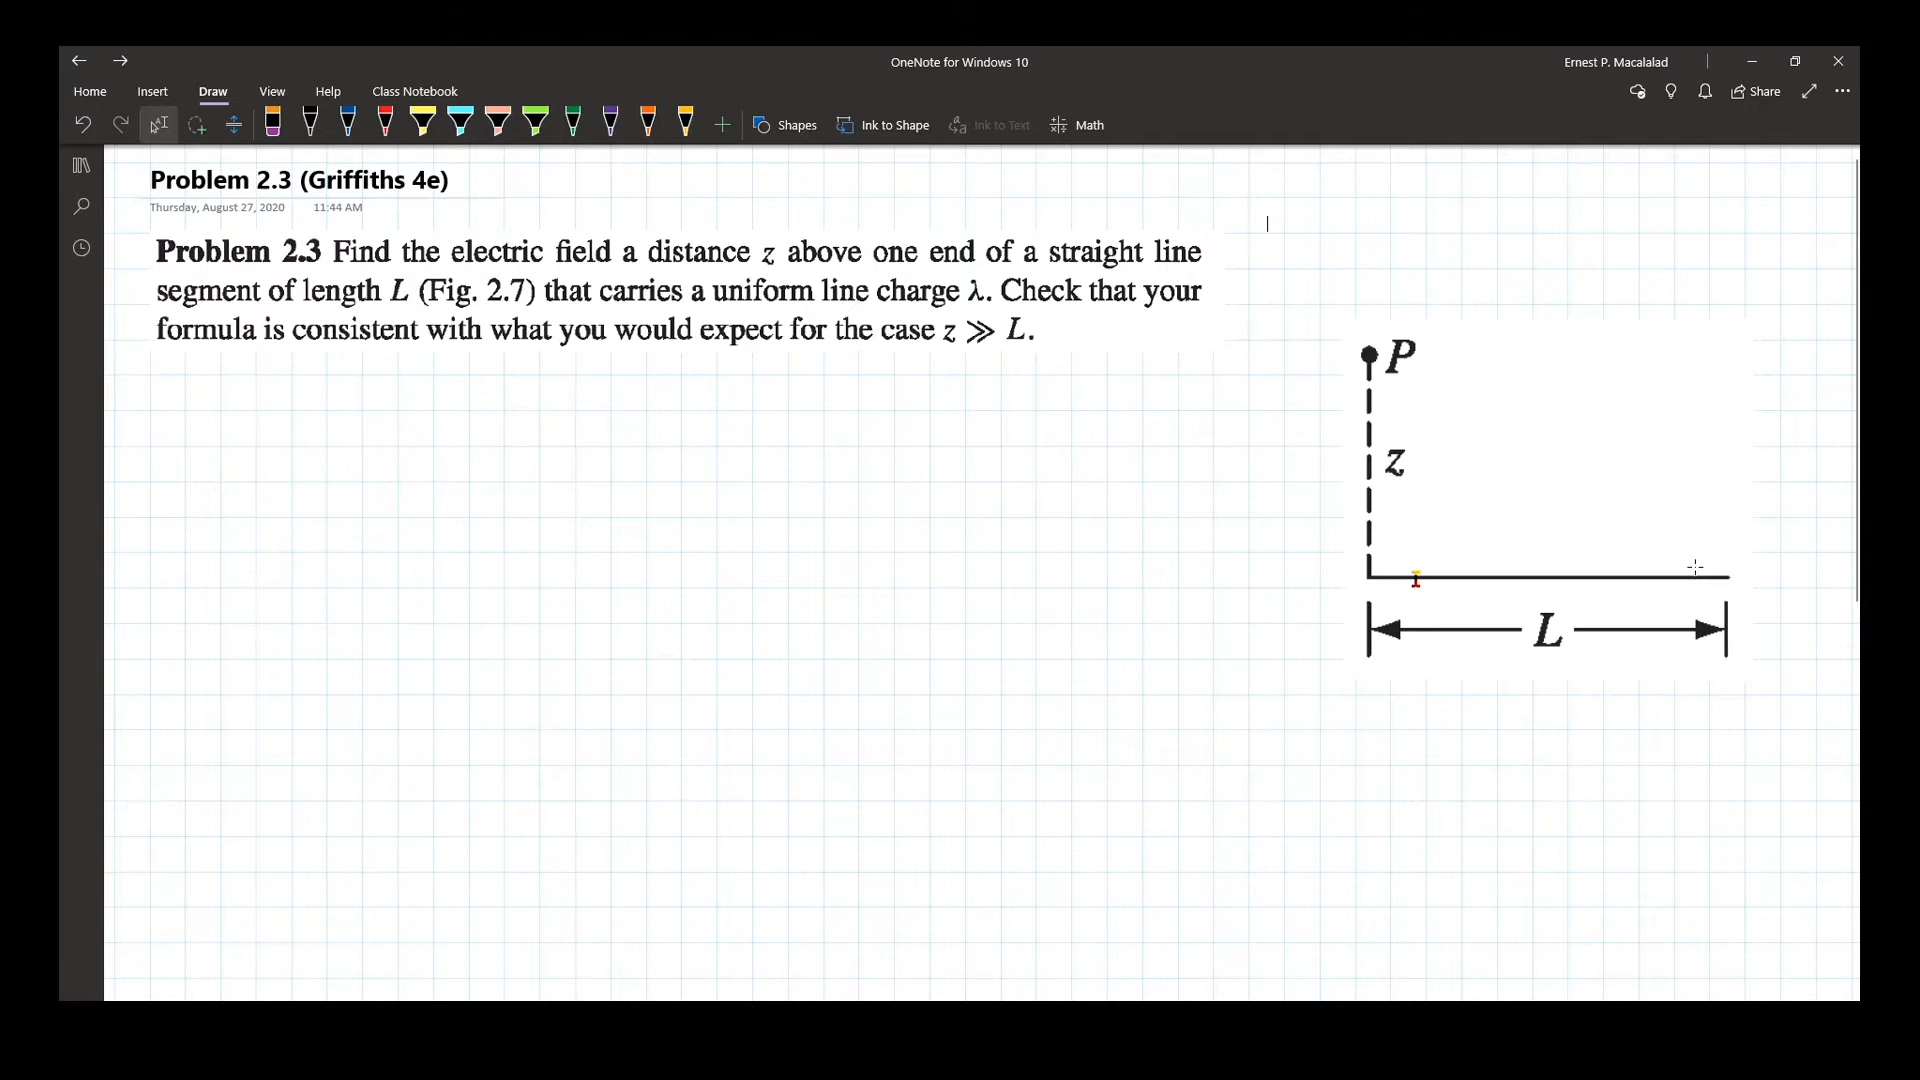 OneNote for Windows 10
Ernest P. Macalalad
Home Insert Draw View Help Class Notebook
Share
Shapes Ink to Shape Ink to Text Math
Problem 2.3 (Griffiths 4e)
Thursday, August 27, 2020 11:44 AM
Problem 2.3 Find the electric field a distance z above one end of a straight line
segment of length L (Fig. 2.7) that carries a uniform line charge λ. Check that your
formula is consistent with what you would expect for the case z ≫ L.
P
z
L